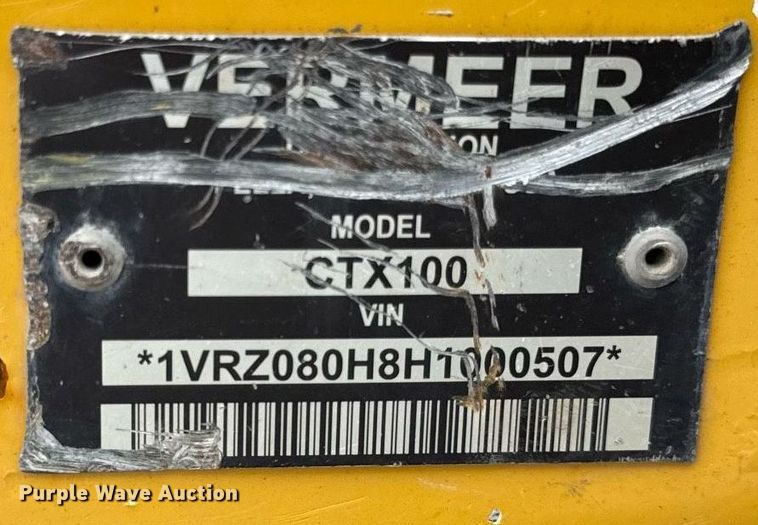 VERMEER
MODEL
CTX100
VIN
*1VRZ080H8H1000507*
Purple Wave Auction